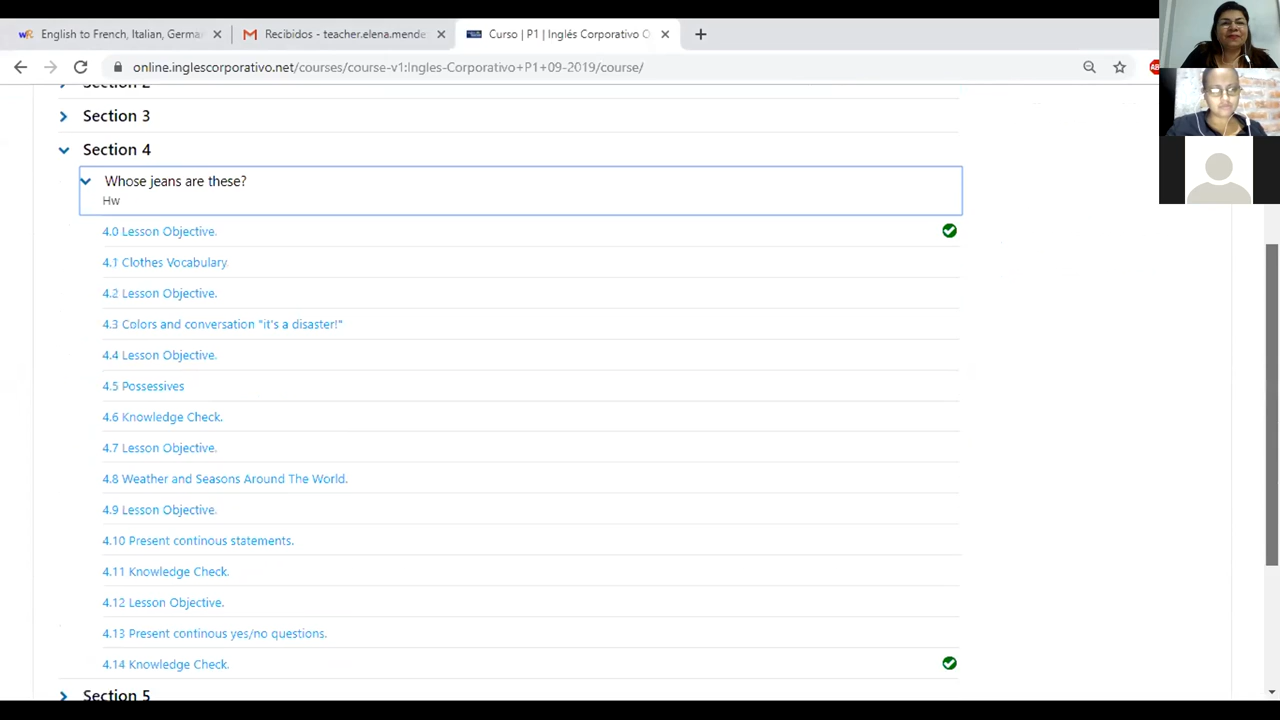 English to French, Italian, Germa
Recibidos - teacher.elena.mende
Curso | P1 | Inglés Corporativo O
online.inglescorporativo.net/courses/course-v1:Ingles-Corporativo+P1+09-2019/course/
Section 2
Section 3
Section 4
Whose jeans are these?
Hw
4.0 Lesson Objective.
4.1 Clothes Vocabulary.
4.2 Lesson Objective.
4.3 Colors and conversation "it's a disaster!"
4.4 Lesson Objective.
4.5 Possessives
4.6 Knowledge Check.
4.7 Lesson Objective.
4.8 Weather and Seasons Around The World.
4.9 Lesson Objective.
4.10 Present continous statements.
4.11 Knowledge Check.
4.12 Lesson Objective.
4.13 Present continous yes/no questions.
4.14 Knowledge Check.
Section 5